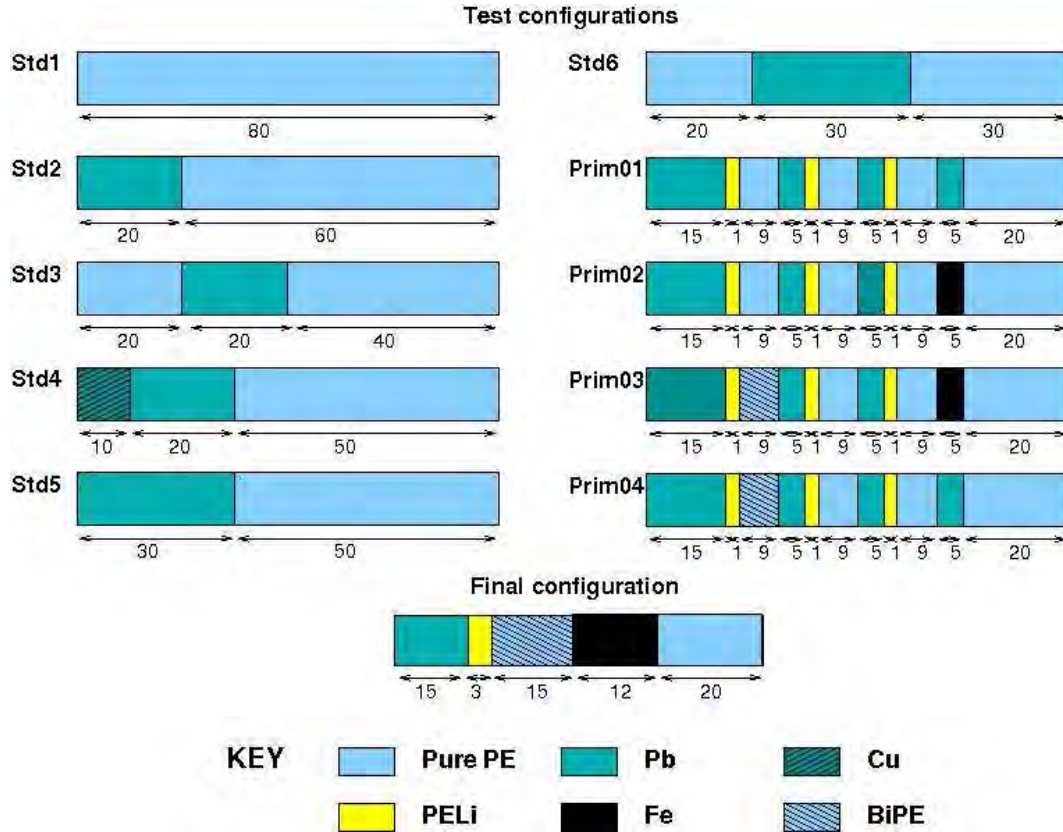 Test configurations
Std1
80
Std2
20 60
Std3
20 20 40
Std4
10 20 50
Std5
30 50
Std6
20 30 30
Prim01
15 1 9 5 1 9 5 1 9 5 20
Prim02
15 1 9 5 1 9 5 1 9 5 20
Prim03
15 1 9 5 1 9 5 1 9 5 20
Prim04
15 1 9 5 1 9 5 1 9 5 20
Final configuration
15 3 15 12 20
KEY Pure PE Pb Cu
PELi Fe BiPE